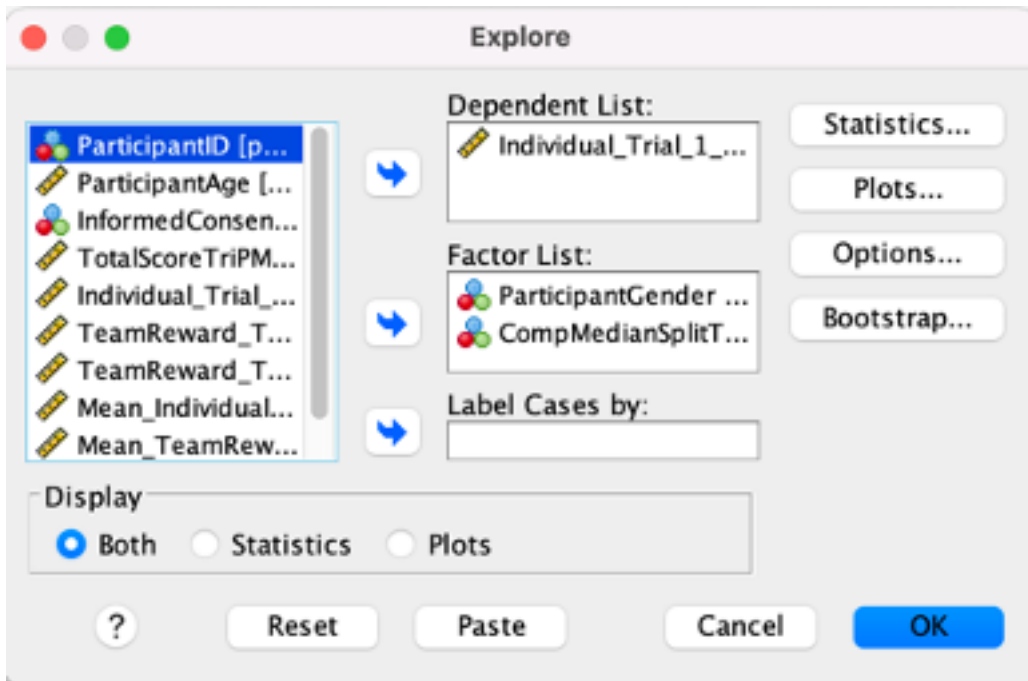 Explore
ParticipantID [p...
ParticipantAge [...
InformedConsen...
TotalScoreTriPM...
Individual_Trial_...
TeamReward_T...
TeamReward_T...
Mean_Individual...
Mean_TeamRew...
Dependent List:
Individual_Trial_1_...
Factor List:
ParticipantGender ...
CompMedianSplitT...
Label Cases by:
Statistics...
Plots...
Options...
Bootstrap...
Display
Both Statistics Plots
? Reset Paste Cancel OK